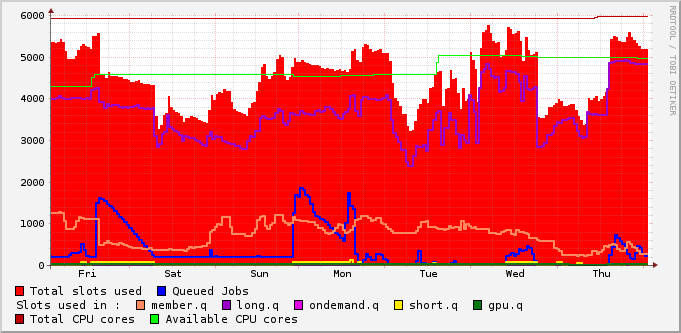 RRDTOOL / TOBI OETIKER
6000
5000
4000
3000
2000
1000
0
Fri Sat Sun Mon Tue Wed Thu
Total slots used Queued Jobs
Slots used in : member.q long.q ondemand.q short.q gpu.q
Total CPU cores Available CPU cores